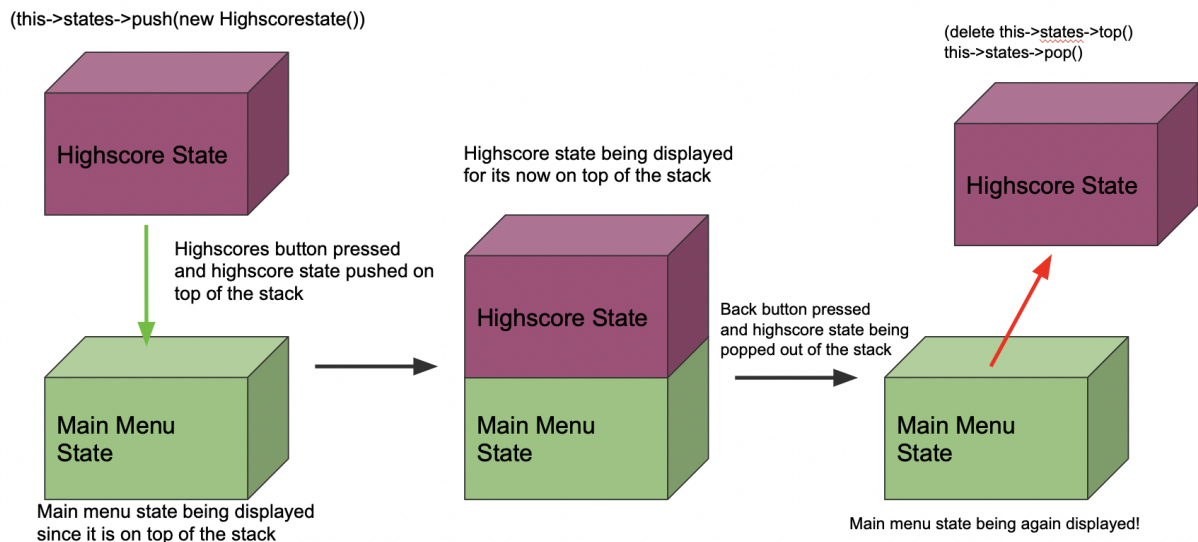 (this->states->push(new Highscorestate())
Highscore State
Highscores button pressed
and highscore state pushed on
top of the stack
Main Menu
State
Main menu state being displayed
since it is on top of the stack
Highscore state being displayed
for its now on top of the stack
Highscore State
Main Menu
State
Back button pressed
and highscore state being
popped out of the stack
(delete this->states->top()
this->states->pop()
Highscore State
Main Menu
State
Main menu state being again displayed!